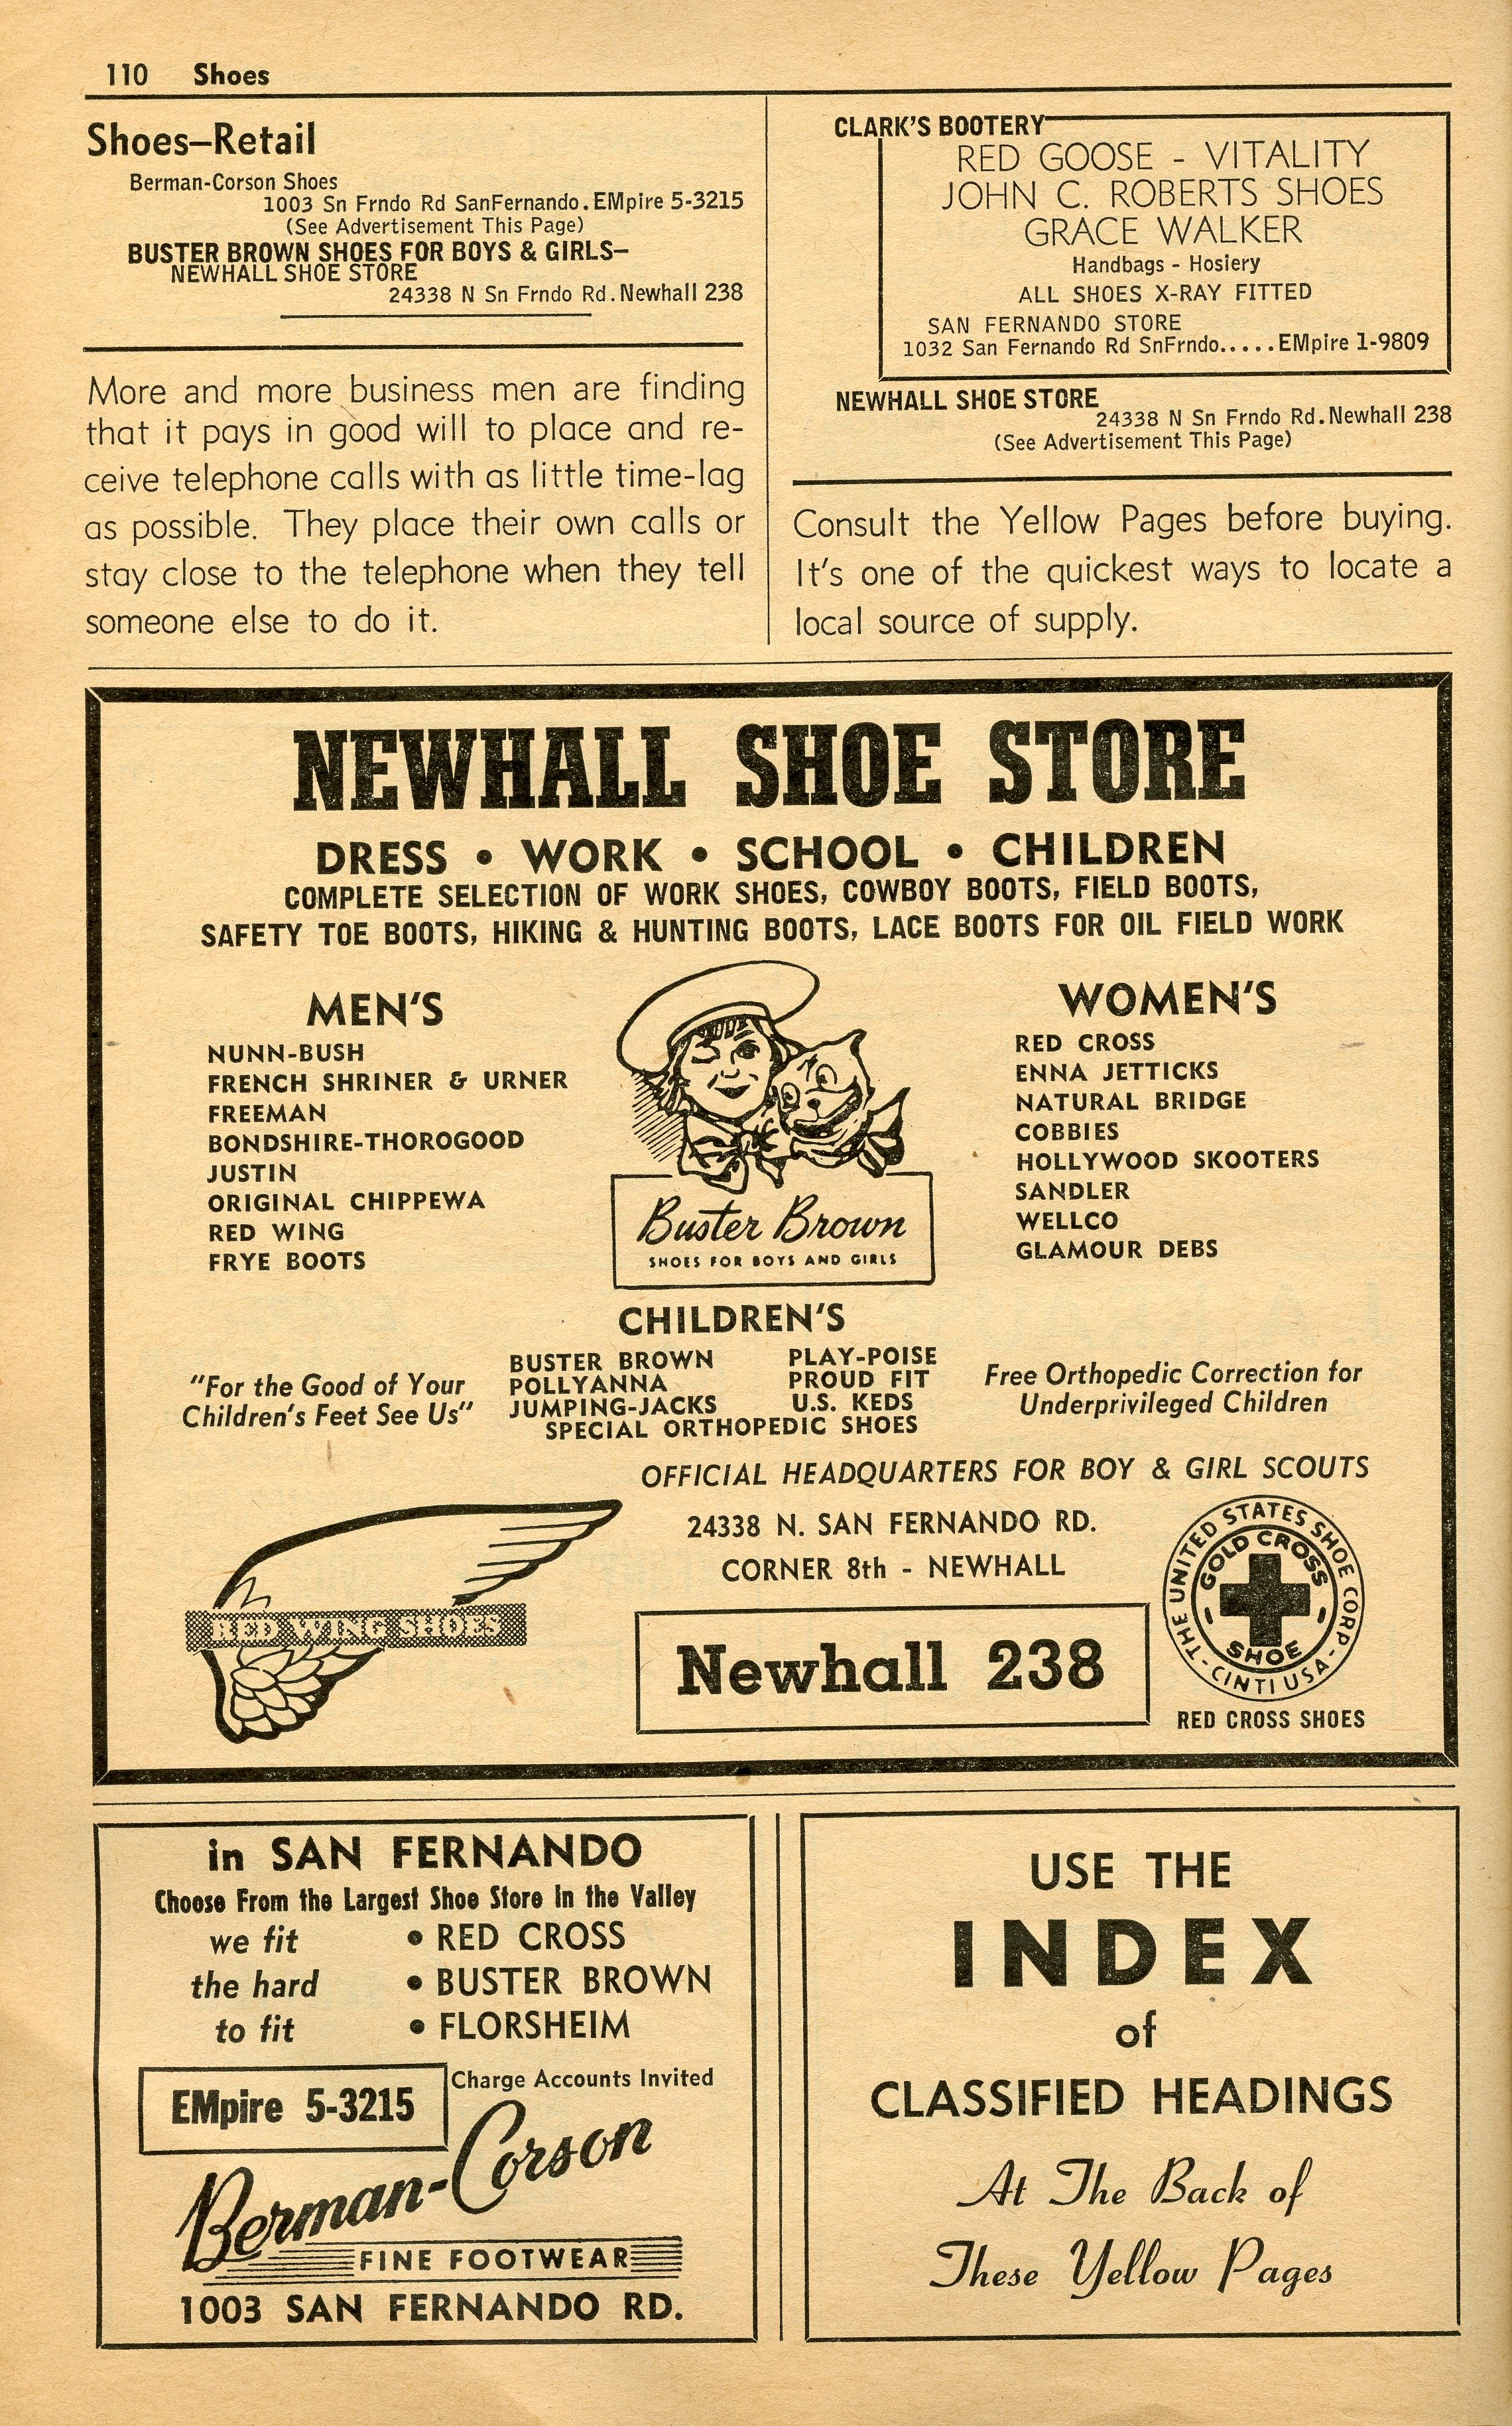 110 Shoes
Shoes–Retail
Berman-Corson Shoes
1003 Sn Frndo Rd SanFernando.EMpire 5-3215
(See Advertisement This Page)
BUSTER BROWN SHOES FOR BOYS & GIRLS–
NEWHALL SHOE STORE
24338 N Sn Frndo Rd.Newhall 238
More and more business men are finding
that it pays in good will to place and re-
ceive telephone calls with as little time-lag
as possible. They place their own calls or
stay close to the telephone when they tell
someone else to do it.
CLARK'S BOOTERY
RED GOOSE - VITALITY
JOHN C. ROBERTS SHOES
GRACE WALKER
Handbags - Hosiery
ALL SHOES X-RAY FITTED
SAN FERNANDO STORE
1032 San Fernando Rd SnFrndo.....EMpire 1-9809
NEWHALL SHOE STORE
24338 N Sn Frndo Rd.Newhall 238
(See Advertisement This Page)
Consult the Yellow Pages before buying.
It's one of the quickest ways to locate a
local source of supply.
NEWHALL SHOE STORE
DRESS • WORK • SCHOOL • CHILDREN
COMPLETE SELECTION OF WORK SHOES, COWBOY BOOTS, FIELD BOOTS,
SAFETY TOE BOOTS, HIKING & HUNTING BOOTS, LACE BOOTS FOR OIL FIELD WORK
MEN'S
NUNN-BUSH
FRENCH SHRINER & URNER
FREEMAN
BONDSHIRE-THOROGOOD
JUSTIN
ORIGINAL CHIPPEWA
RED WING
FRYE BOOTS
Buster Brown
SHOES FOR BOYS AND GIRLS
WOMEN'S
RED CROSS
ENNA JETTICKS
NATURAL BRIDGE
COBBIES
HOLLYWOOD SKOOTERS
SANDLER
WELLCO
GLAMOUR DEBS
CHILDREN'S
"For the Good of Your
Children's Feet See Us"
BUSTER BROWN PLAY-POISE
POLLYANNA PROUD FIT
JUMPING-JACKS U.S. KEDS
SPECIAL ORTHOPEDIC SHOES
Free Orthopedic Correction for
Underprivileged Children
OFFICIAL HEADQUARTERS FOR BOY & GIRL SCOUTS
24338 N. SAN FERNANDO RD.
CORNER 8th - NEWHALL
RED WING SHOES
Newhall 238
THE UNITED STATES SHOE CORP - CINTI USA -
GOLD CROSS
- SHOE -
RED CROSS SHOES
in SAN FERNANDO
Choose From the Largest Shoe Store in the Valley
we fit • RED CROSS
the hard • BUSTER BROWN
to fit • FLORSHEIM
EMpire 5-3215
Charge Accounts Invited
Berman-Corson
FINE FOOTWEAR
1003 SAN FERNANDO RD.
USE THE
INDEX
of
CLASSIFIED HEADINGS
At The Back of
These Yellow Pages